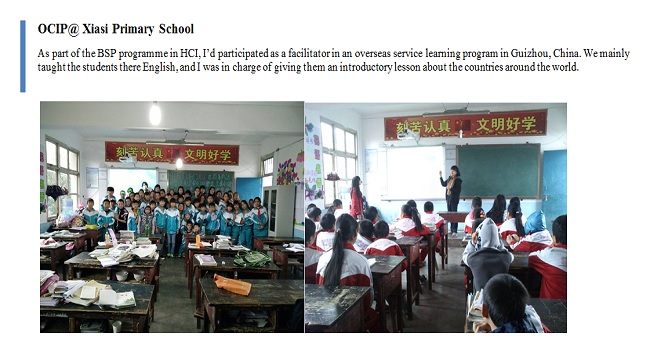 OCIP@ Xiasi Primary School
As part of the BSP programme in HCI, I’d participated as a facilitator in an overseas service learning program in Guizhou, China. We mainly
taught the students there English, and I was in charge of giving them an introductory lesson about the countries around the world.
刻苦认真 文明好学
刻苦认真 文明好学